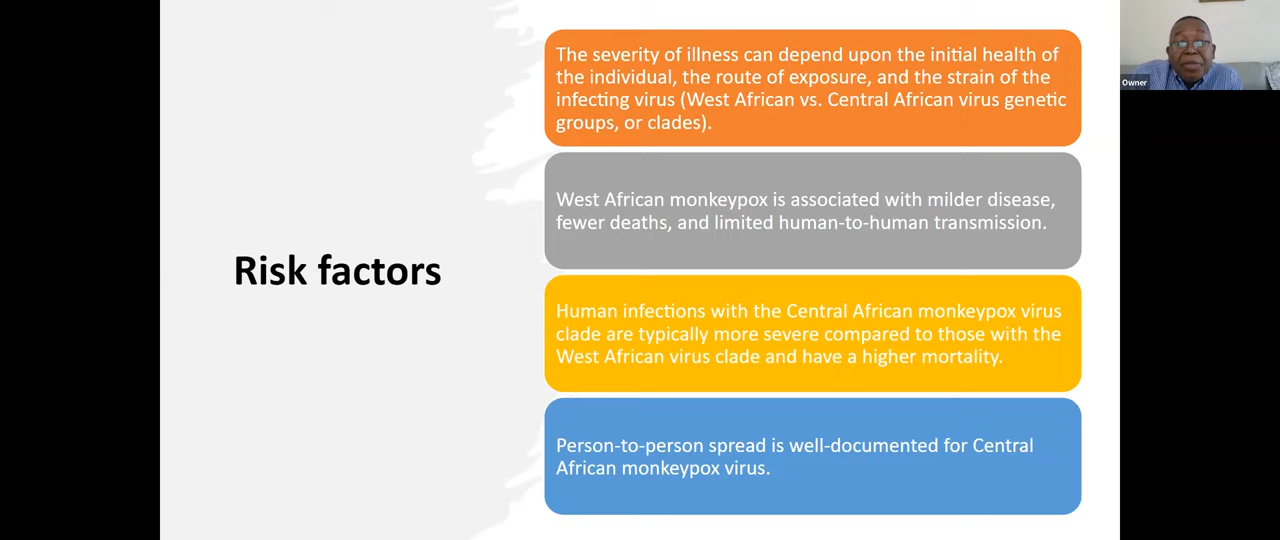 Risk factors
The severity of illness can depend upon the initial health of
the individual, the route of exposure, and the strain of the
infecting virus (West African vs. Central African virus genetic
groups, or clades).
West African monkeypox is associated with milder disease,
fewer deaths, and limited human-to-human transmission.
Human infections with the Central African monkeypox virus
clade are typically more severe compared to those with the
West African virus clade and have a higher mortality.
Person-to-person spread is well-documented for Central
African monkeypox virus.
Owner